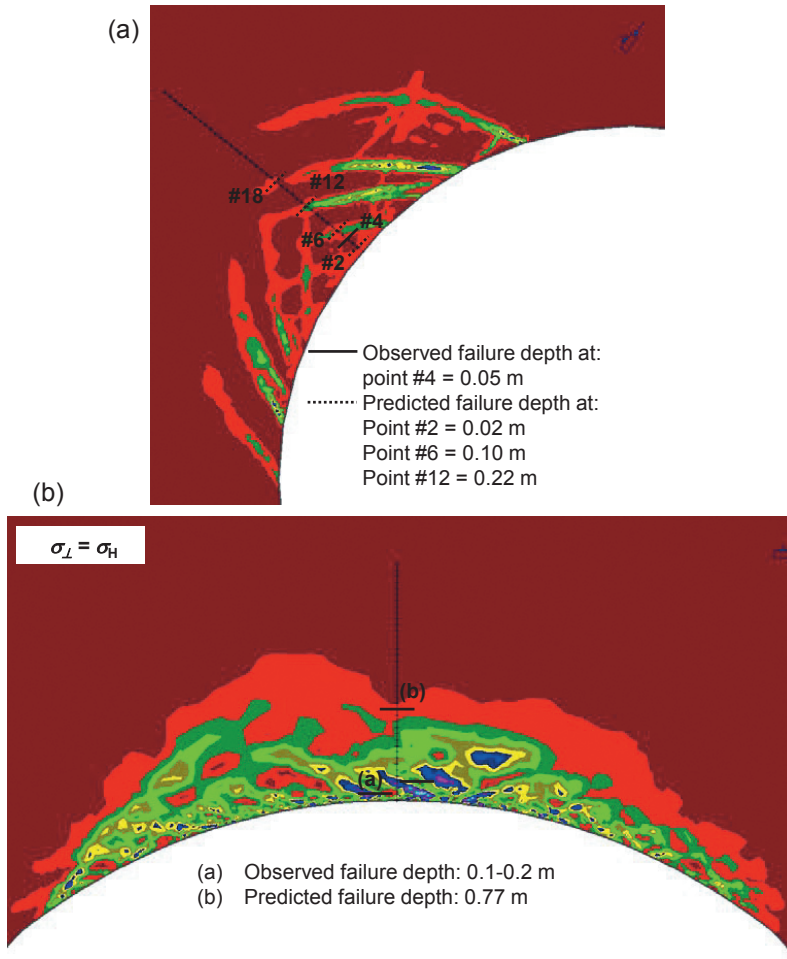 (a)
#12
#18
#4
#6
#2
Observed failure depth at:
point #4 = 0.05 m
Predicted failure depth at:
Point #2 = 0.02 m
Point #6 = 0.10 m
Point #12 = 0.22 m
(b)
σ⊥ = σH
(b)
(a)
(a) Observed failure depth: 0.1-0.2 m
(b) Predicted failure depth: 0.77 m